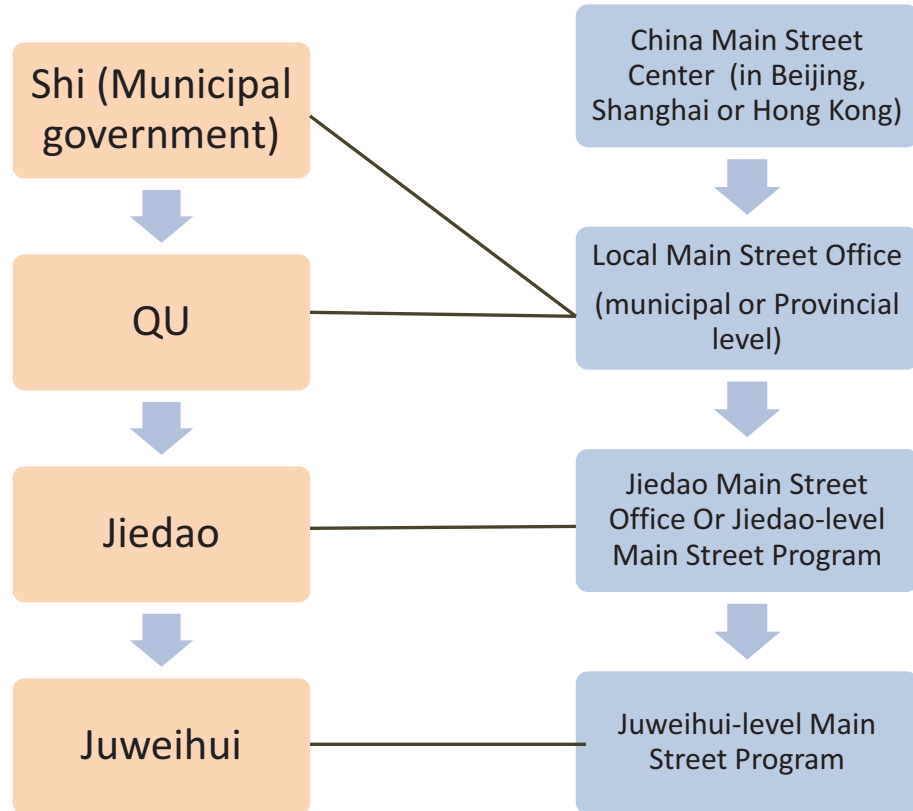 Shi (Municipal
government)
QU
Jiedao
Juweihui
China Main Street
Center (in Beijing,
Shanghai or Hong Kong)
Local Main Street Office
(municipal or Provincial
level)
Jiedao Main Street
Office Or Jiedao-level
Main Street Program
Juweihui-level Main
Street Program